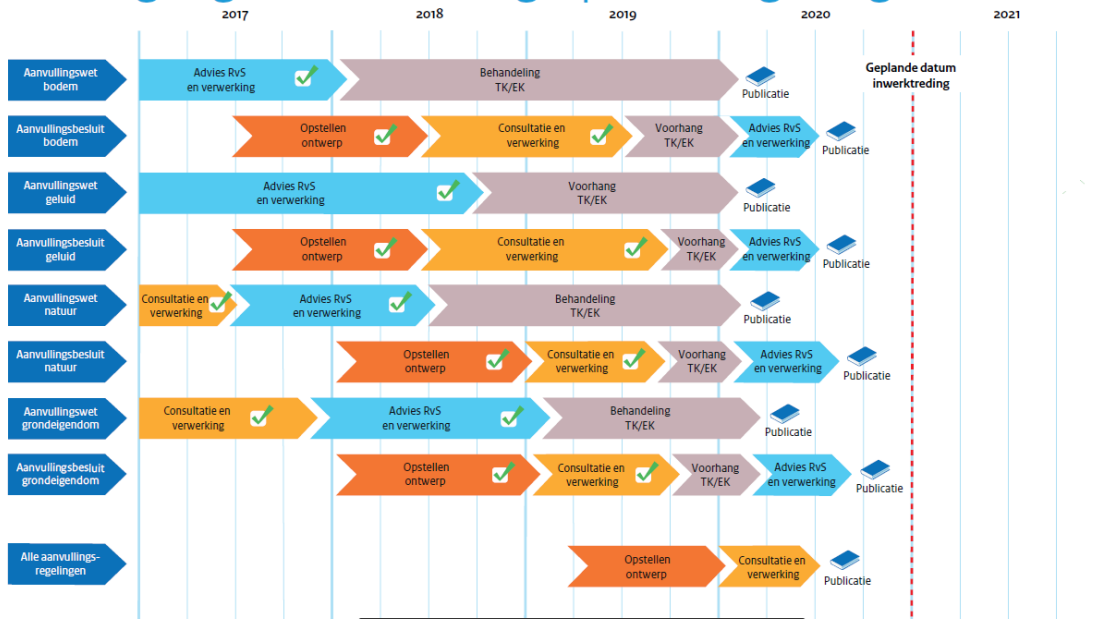 2017 2018 2019 2020 2021
Geplande datum
inwerktreding
Aanvullingswet
bodem
Advies RvS
en verwerking
Behandeling
TK/EK
Publicatie
Aanvullingsbesluit
bodem
Opstellen
ontwerp
Consultatie en
verwerking
Voorhang
TK/EK
Advies RvS
en verwerking
Publicatie
Aanvullingswet
geluid
Advies RvS
en verwerking
Voorhang
TK/EK
Publicatie
Aanvullingsbesluit
geluid
Opstellen
ontwerp
Consultatie en
verwerking
Voorhang
TK/EK
Advies RvS
en verwerking
Publicatie
Aanvullingswet
natuur
Consultatie en
verwerking
Advies RvS
en verwerking
Behandeling
TK/EK
Publicatie
Aanvullingsbesluit
natuur
Opstellen
ontwerp
Consultatie en
verwerking
Voorhang
TK/EK
Advies RvS
en verwerking
Publicatie
Aanvullingswet
grondeigendom
Consultatie en
verwerking
Advies RvS
en verwerking
Behandeling
TK/EK
Publicatie
Aanvullingsbesluit
grondeigendom
Opstellen
ontwerp
Consultatie en
verwerking
Voorhang
TK/EK
Advies RvS
en verwerking
Publicatie
Alle aanvullings-
regelingen
Opstellen
ontwerp
Consultatie en
verwerking
Publicatie